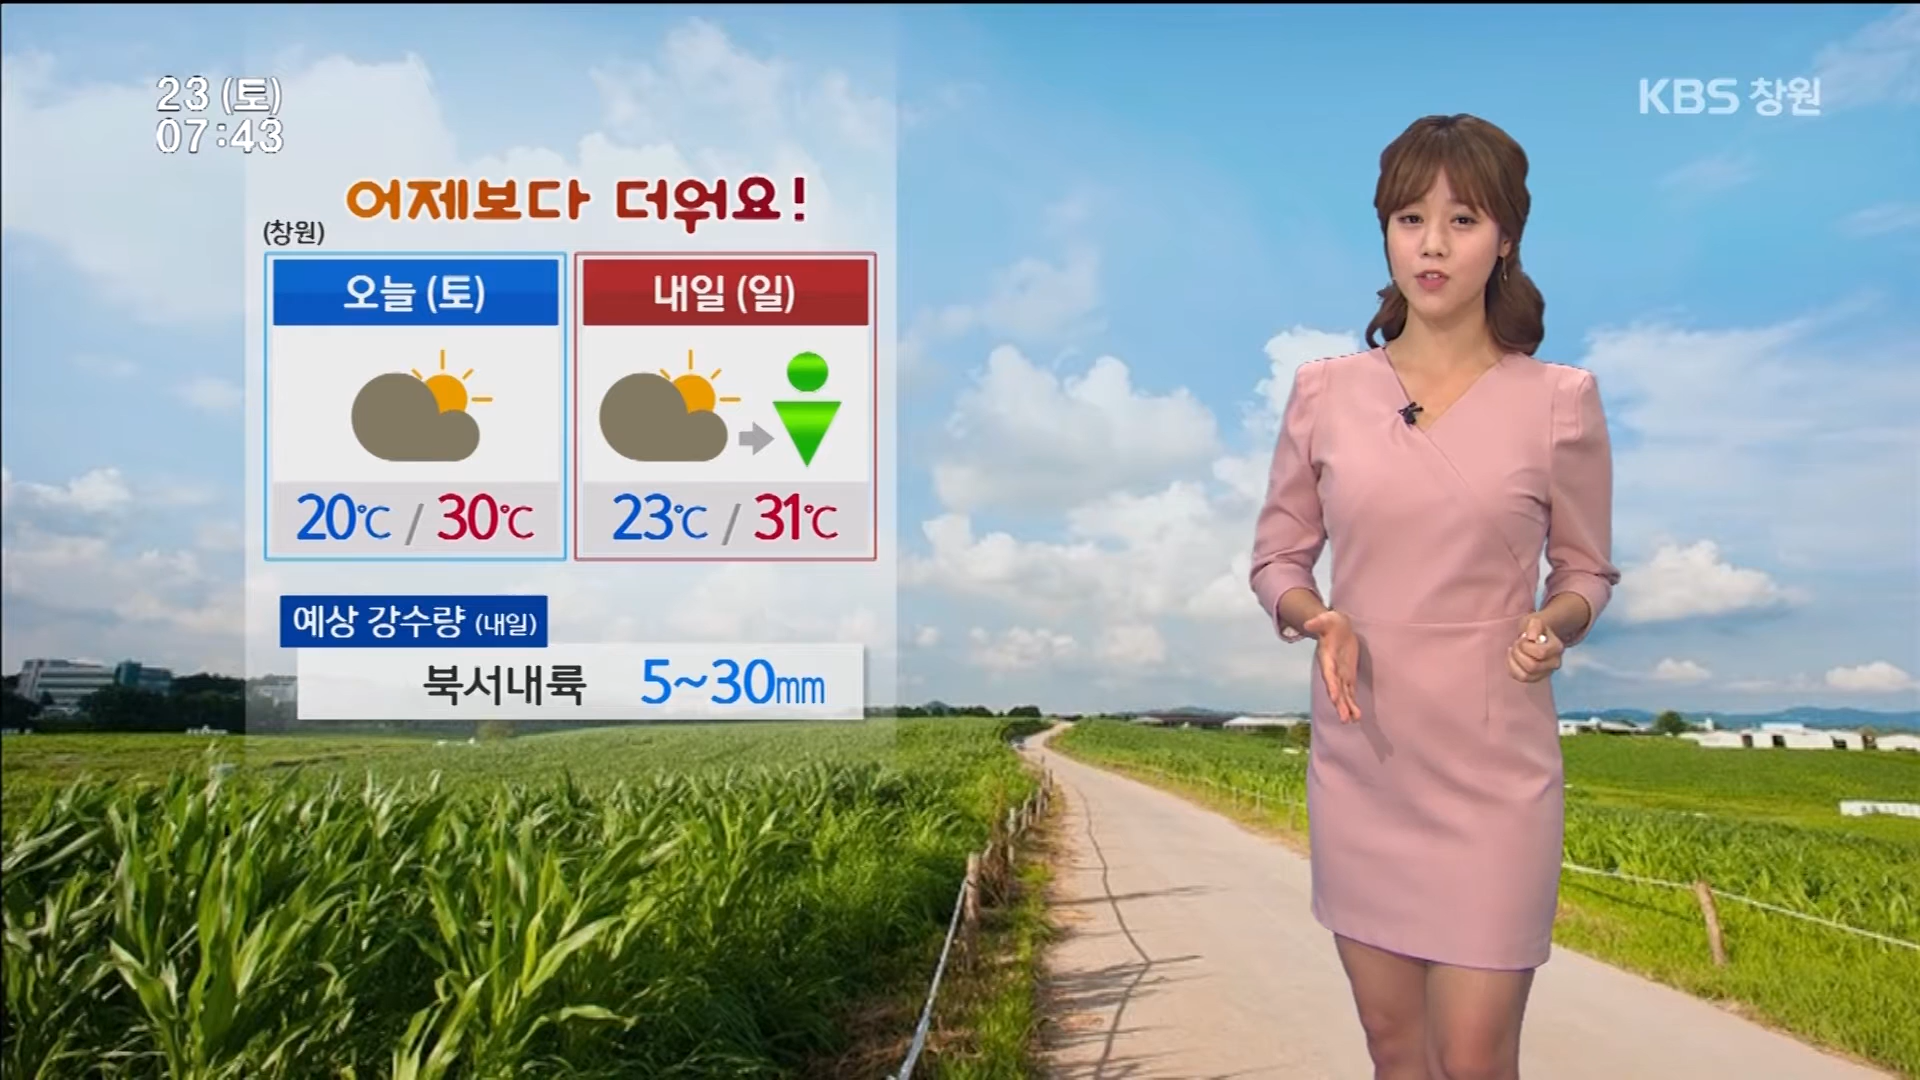 23 (토)
07:43
KBS 창원
어제보다 더워요!
(창원)
오늘 (토)
내일 (일)
20℃ / 30℃
23℃ / 31℃
예상 강수량 (내일)
북서내륙 5~30mm